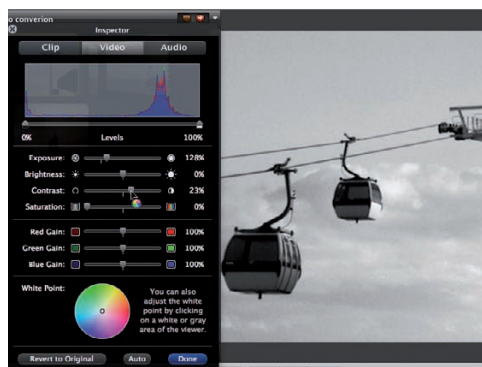 o converion
Inspector
Clip Video Audio
0% Levels 100%
Exposure: 128%
Brightness: 0%
Contrast: 23%
Saturation: 0%
Red Gain: 100%
Green Gain: 100%
Blue Gain: 100%
White Point:
You can also
adjust the white
point by clicking
on a white or gray
area of the viewer.
Revert to Original Auto Done